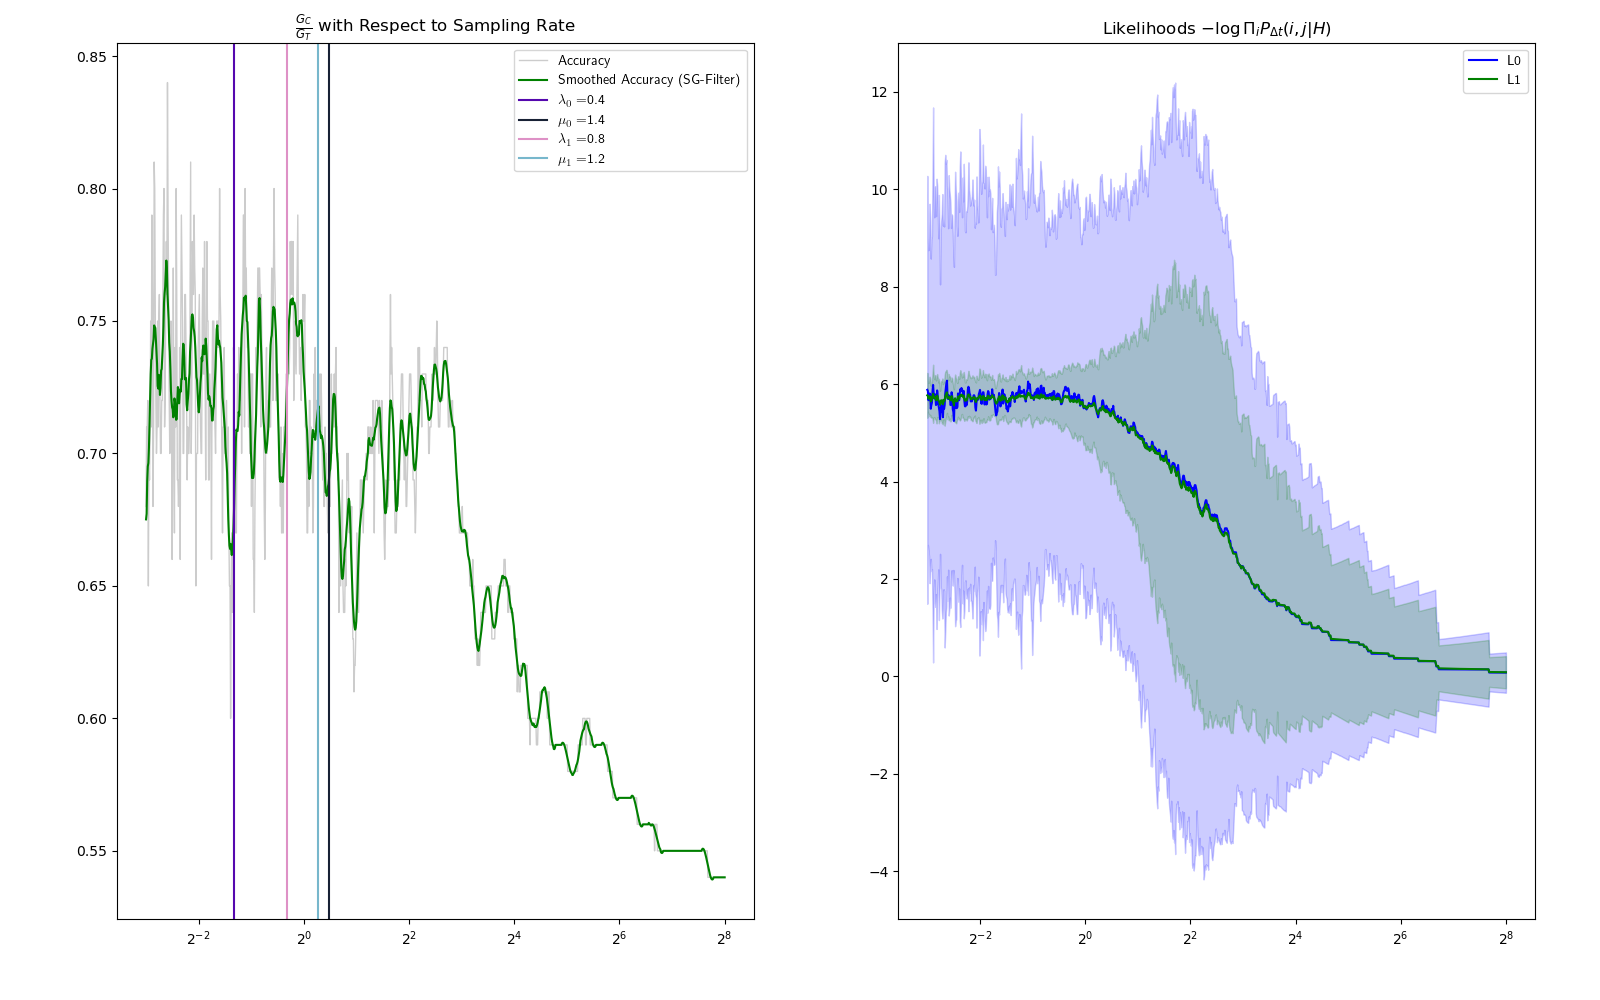 G_C/G_T with Respect to Sampling Rate
0.85
0.80
0.75
0.70
0.65
0.60
0.55
2^−2
2^0
2^2
2^4
2^6
2^8
Accuracy
Smoothed Accuracy (SG-Filter)
λ_0 =0.4
μ_0 =1.4
λ_1 =0.8
μ_1 =1.2
Likelihoods −log Π_i P_Δt(i, j|H)
12
10
8
6
4
2
0
−2
−4
2^−2
2^0
2^2
2^4
2^6
2^8
L0
L1